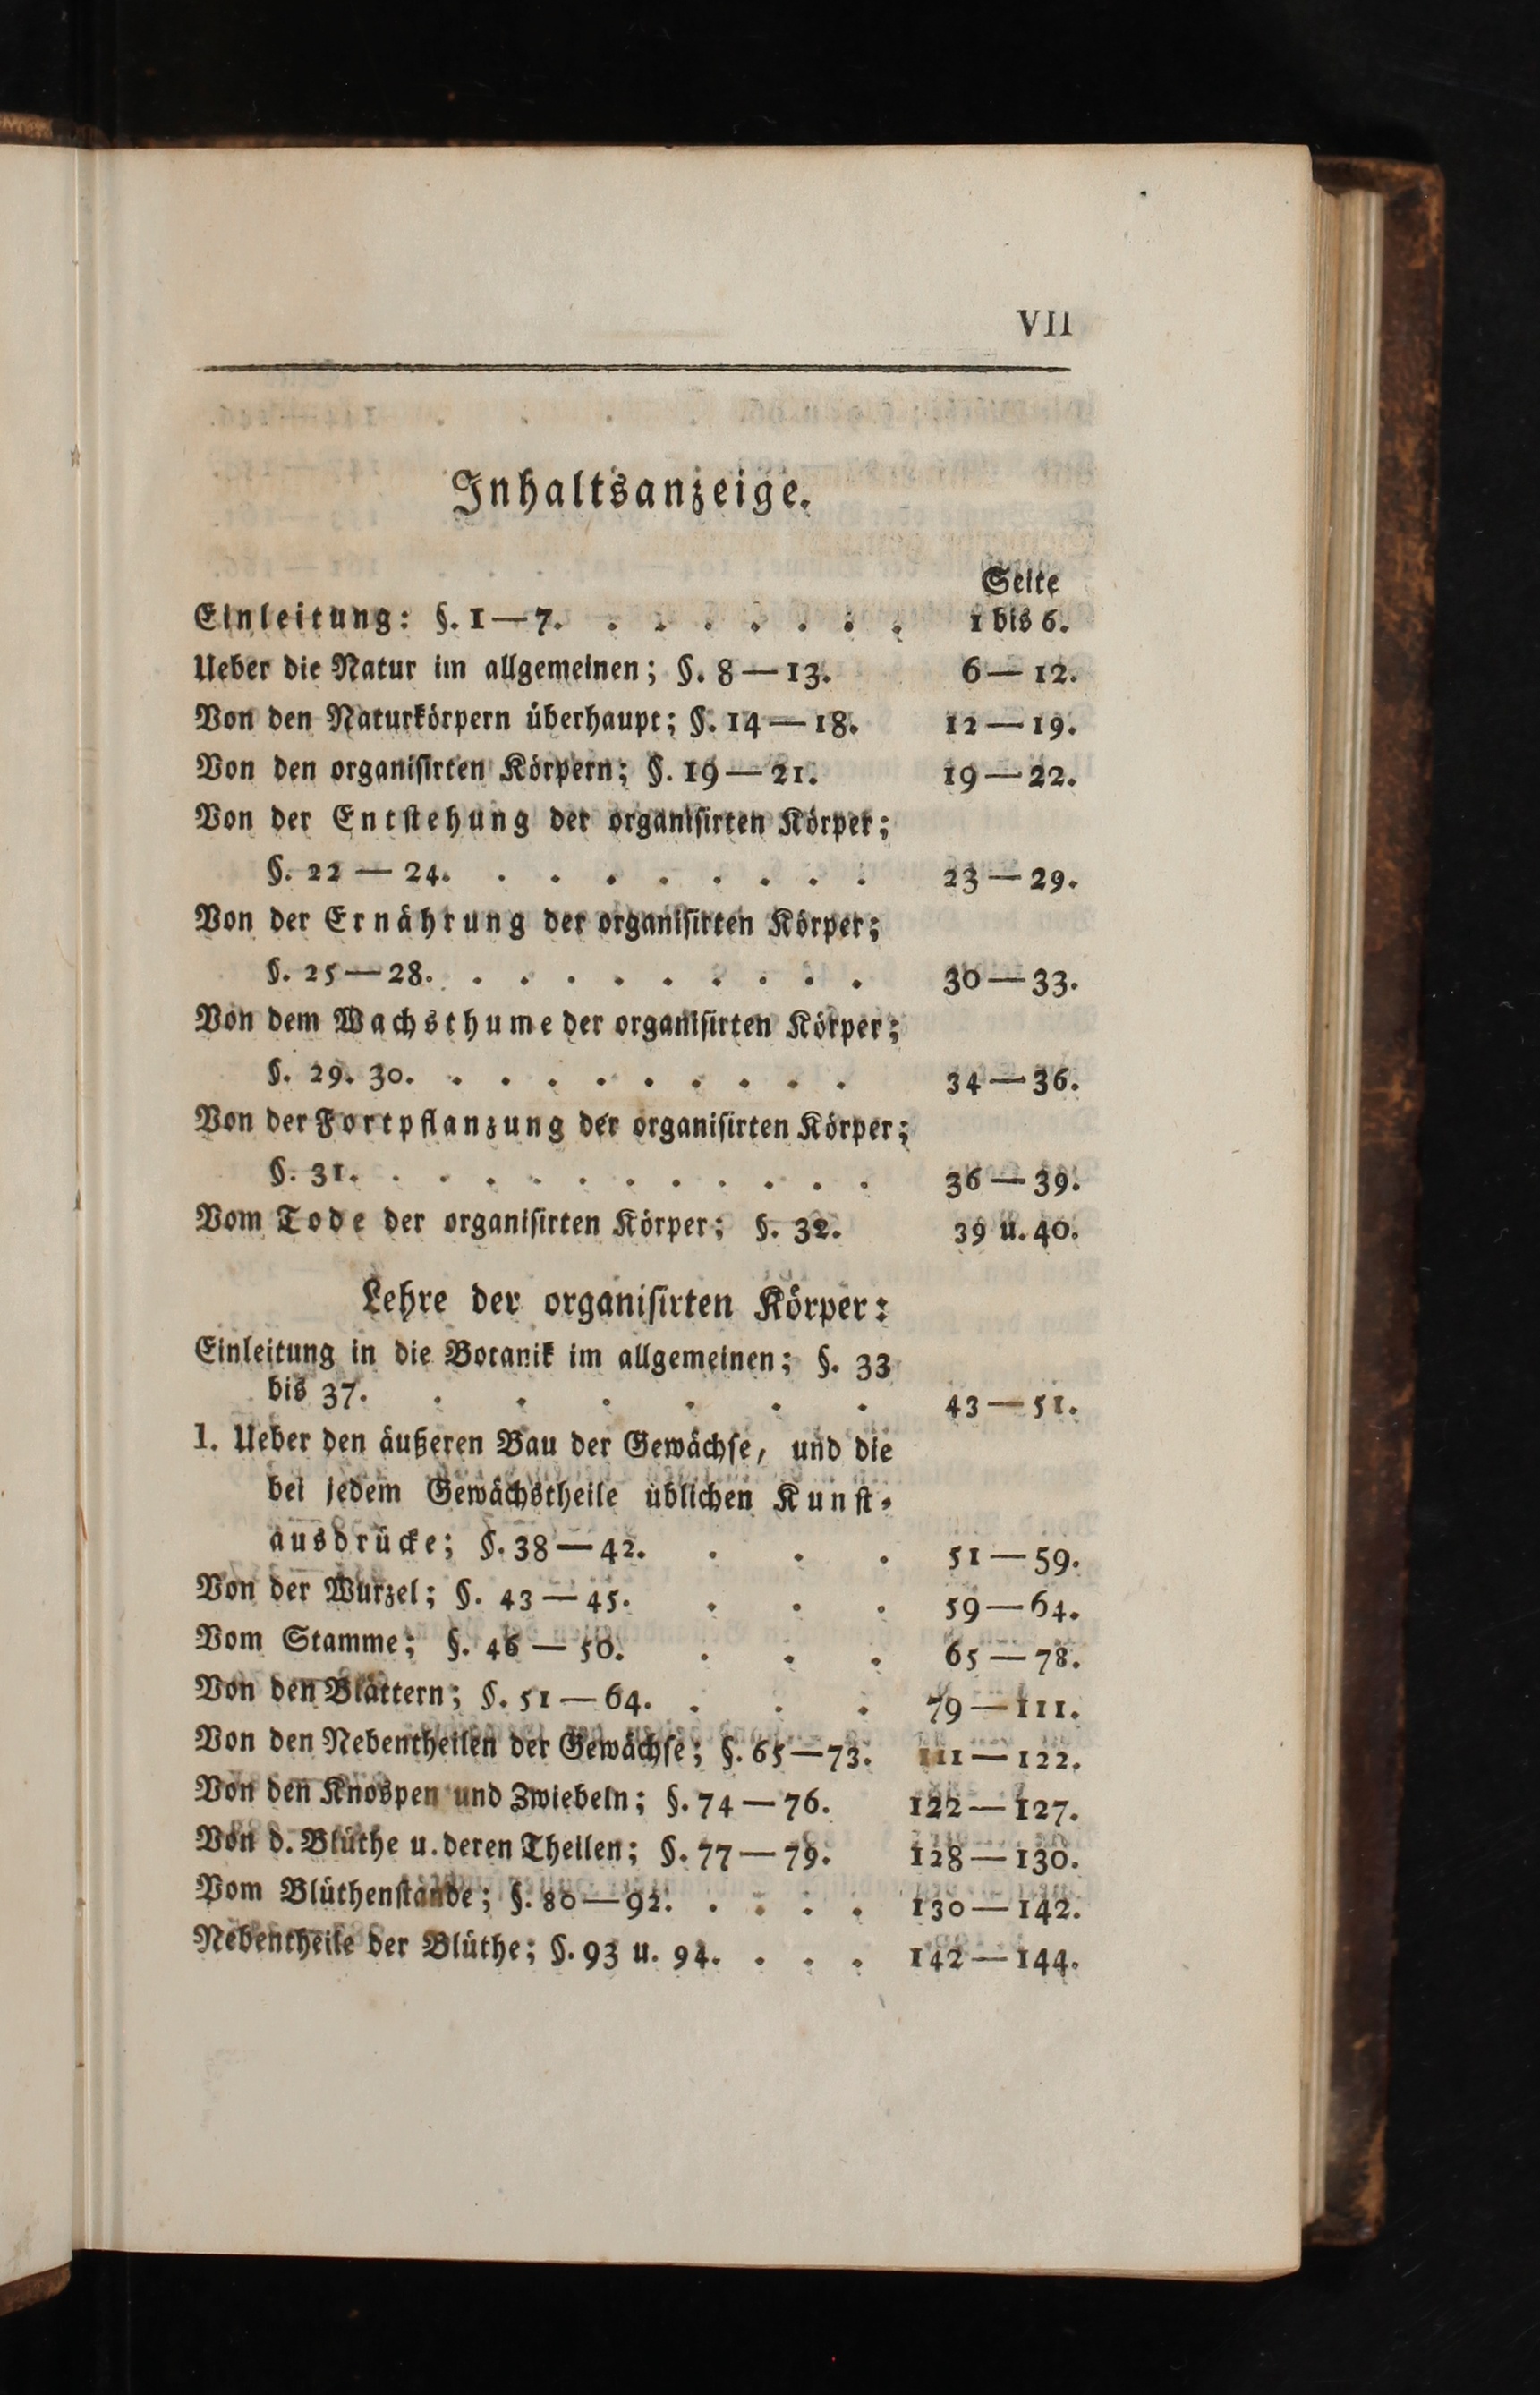 VII
Inhaltsanzeige.
Seite
Einleitung: §. 1—7. . . . . . . . 1 bis 6.
Ueber die Natur im allgemeinen; §. 8—13. 6—12.
Von den Naturkörpern überhaupt; §. 14—18. 12—19.
Von den organisirten Körpern; §. 19—21. 19—22.
Von der Entstehung der organisirten Körper;
§. 22—24. . . . . . . . . 23—29.
Von der Ernährung der organisirten Körper;
§. 25—28. . . . . . . . . . 30—33.
Von dem Wachsthume der organisirten Körper;
§. 29. 30. . . . . . . . . . 34—36.
Von der Fortpflanzung der organisirten Körper;
§. 31. . . . . . . . . . . . 36—39.
Vom Tode der organisirten Körper; §. 32. 39 u. 40.
Lehre der organisirten Körper:
Einleitung in die Botanik im allgemeinen; §. 33
bis 37. . . . . . . 43—51.
1. Ueber den äußeren Bau der Gewächse, und die
bei jedem Gewächstheile üblichen Kunst-
ausdrücke; §. 38—42. . . . 51—59.
Von der Wurzel; §. 43—45. . . . 59—64.
Vom Stamme; §. 46—50. . . . 65—78.
Von den Blättern; §. 51—64. . . . 79—111.
Von den Nebentheilen der Gewächse; §. 65—73. 111—122.
Von den Knospen und Zwiebeln; §. 74—76. 122—127.
Von d. Blüthe u. deren Theilen; §. 77—79. 128—130.
Vom Blüthenstande; §. 80—92. . . . . 130—142.
Nebentheile der Blüthe; §. 93 u. 94. . . . 142—144.